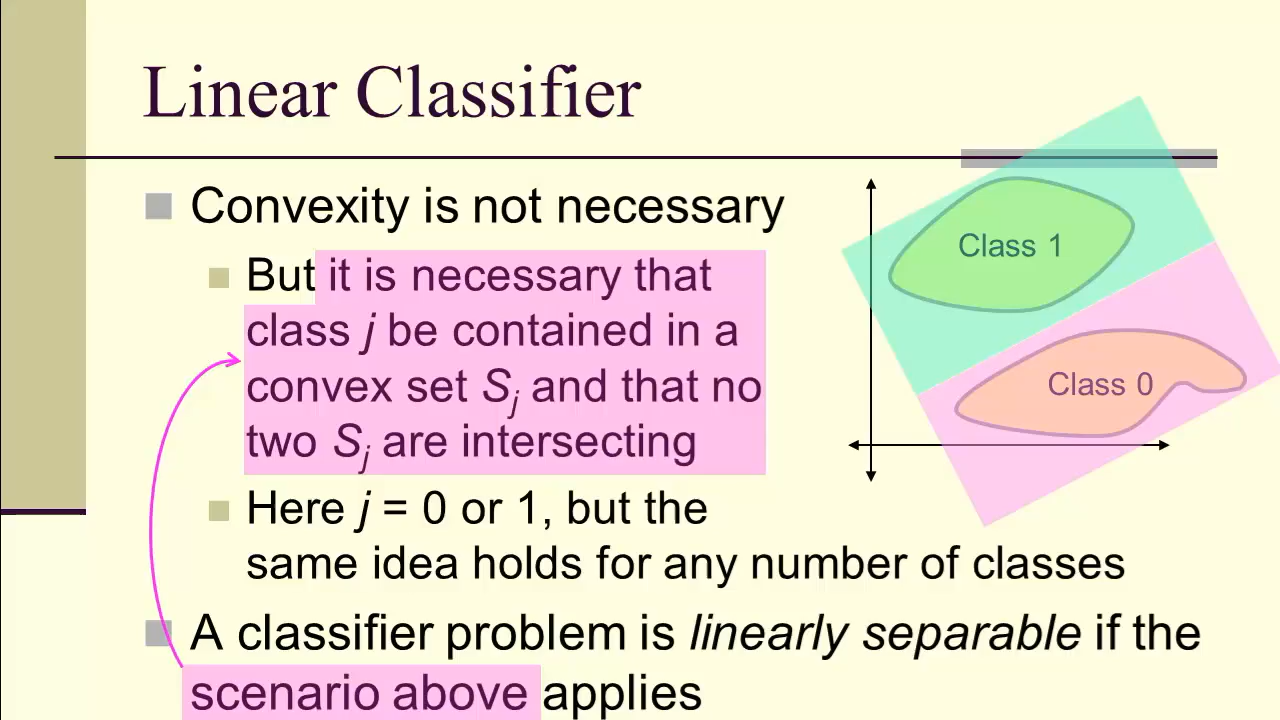 Linear Classifier
Convexity is not necessary
But it is necessary that
class j be contained in a
convex set Sj and that no
two Sj are intersecting
Here j = 0 or 1, but the
same idea holds for any number of classes
A classifier problem is linearly separable if the
scenario above applies
Class 1
Class 0